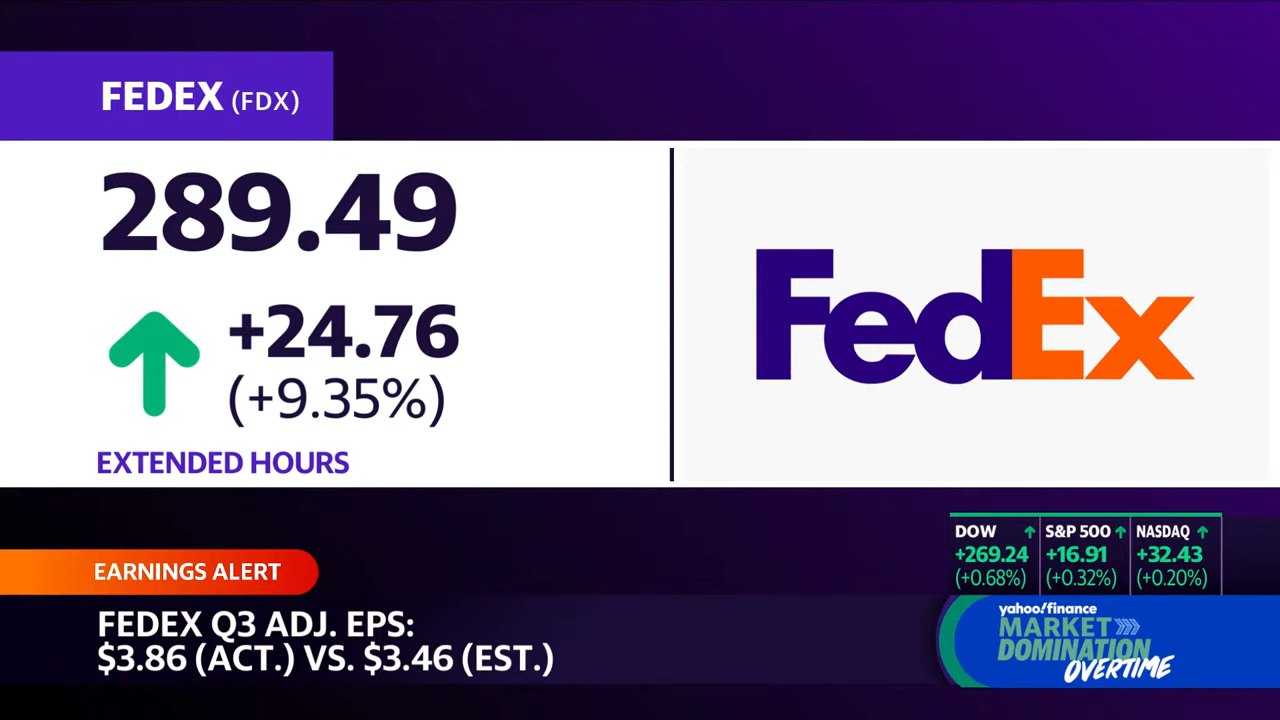 FEDEX (FDX)
289.49
+24.76
(+9.35%)
EXTENDED HOURS
FedEx
EARNINGS ALERT
FEDEX Q3 ADJ. EPS:
$3.86 (ACT.) VS. $3.46 (EST.)
DOW
+269.24
(+0.68%)
S&P 500
+16.91
(+0.32%)
NASDAQ
+32.43
(+0.20%)
yahoo!finance
MARKET
DOMINATION
OVERTIME